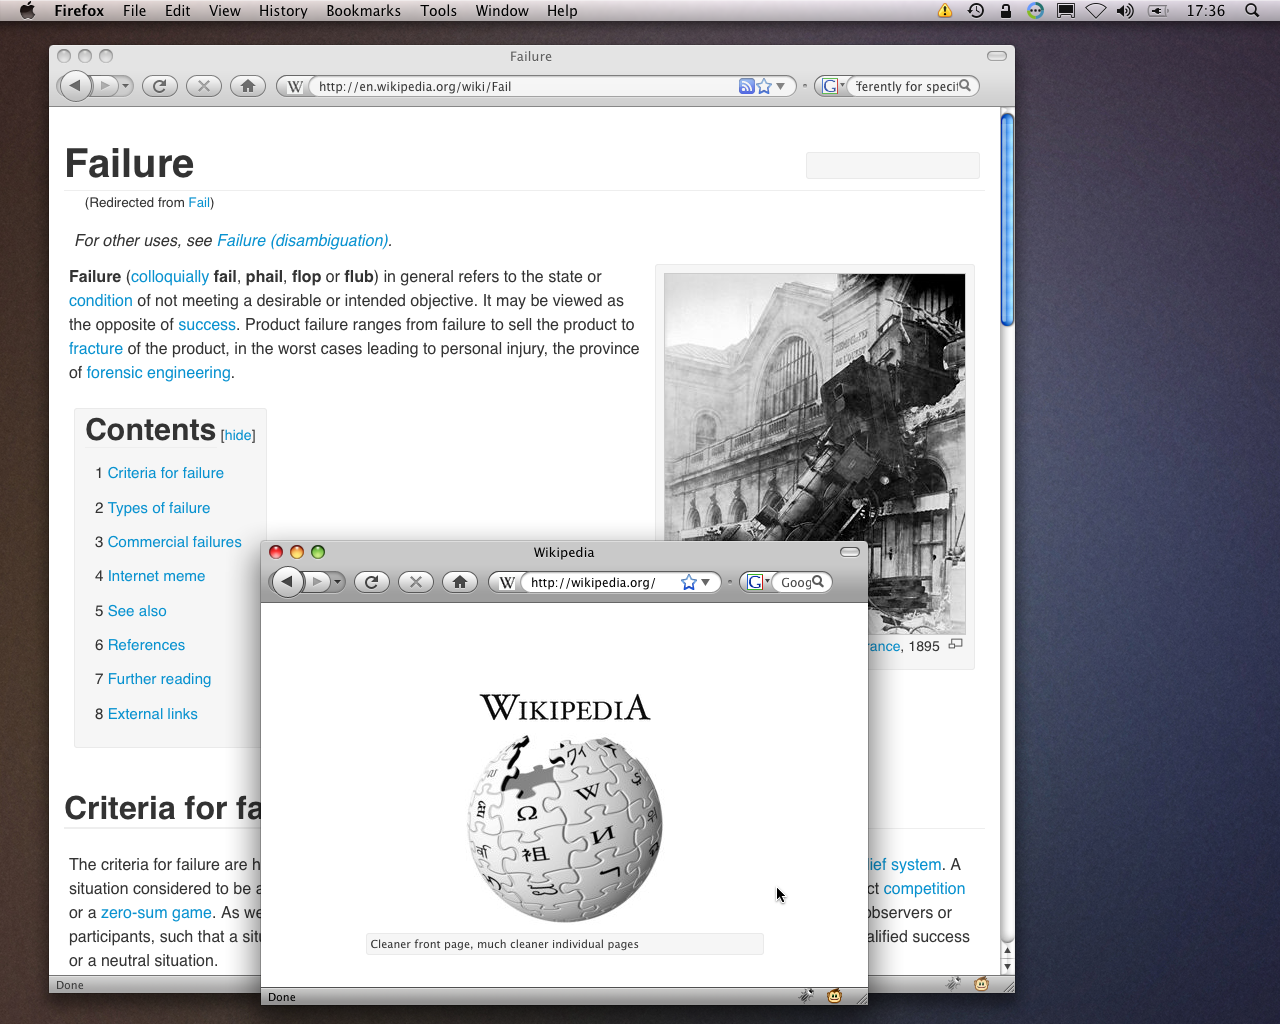 Firefox File Edit View History Bookmarks Tools Window Help 17:36
Failure
http://en.wikipedia.org/wiki/Fail
ferently for specif
Failure
(Redirected from Fail)
For other uses, see Failure (disambiguation).
Failure (colloquially fail, phail, flop or flub) in general refers to the state or
condition of not meeting a desirable or intended objective. It may be viewed as
the opposite of success. Product failure ranges from failure to sell the product to
fracture of the product, in the worst cases leading to personal injury, the province
of forensic engineering.
Contents [hide]
1 Criteria for failure
2 Types of failure
3 Commercial failures
4 Internet meme
5 See also
6 References
7 Further reading
8 External links
rance, 1895
Criteria for fa
The criteria for failure are h
lief system. A
situation considered to be a
ct competition
or a zero-sum game. As we
observers or
participants, such that a situ
alified success
or a neutral situation.
Done
Wikipedia
W http://wikipedia.org/
G Goog
WIKIPEDIA
Ω W И 祖
Cleaner front page, much cleaner individual pages
Done